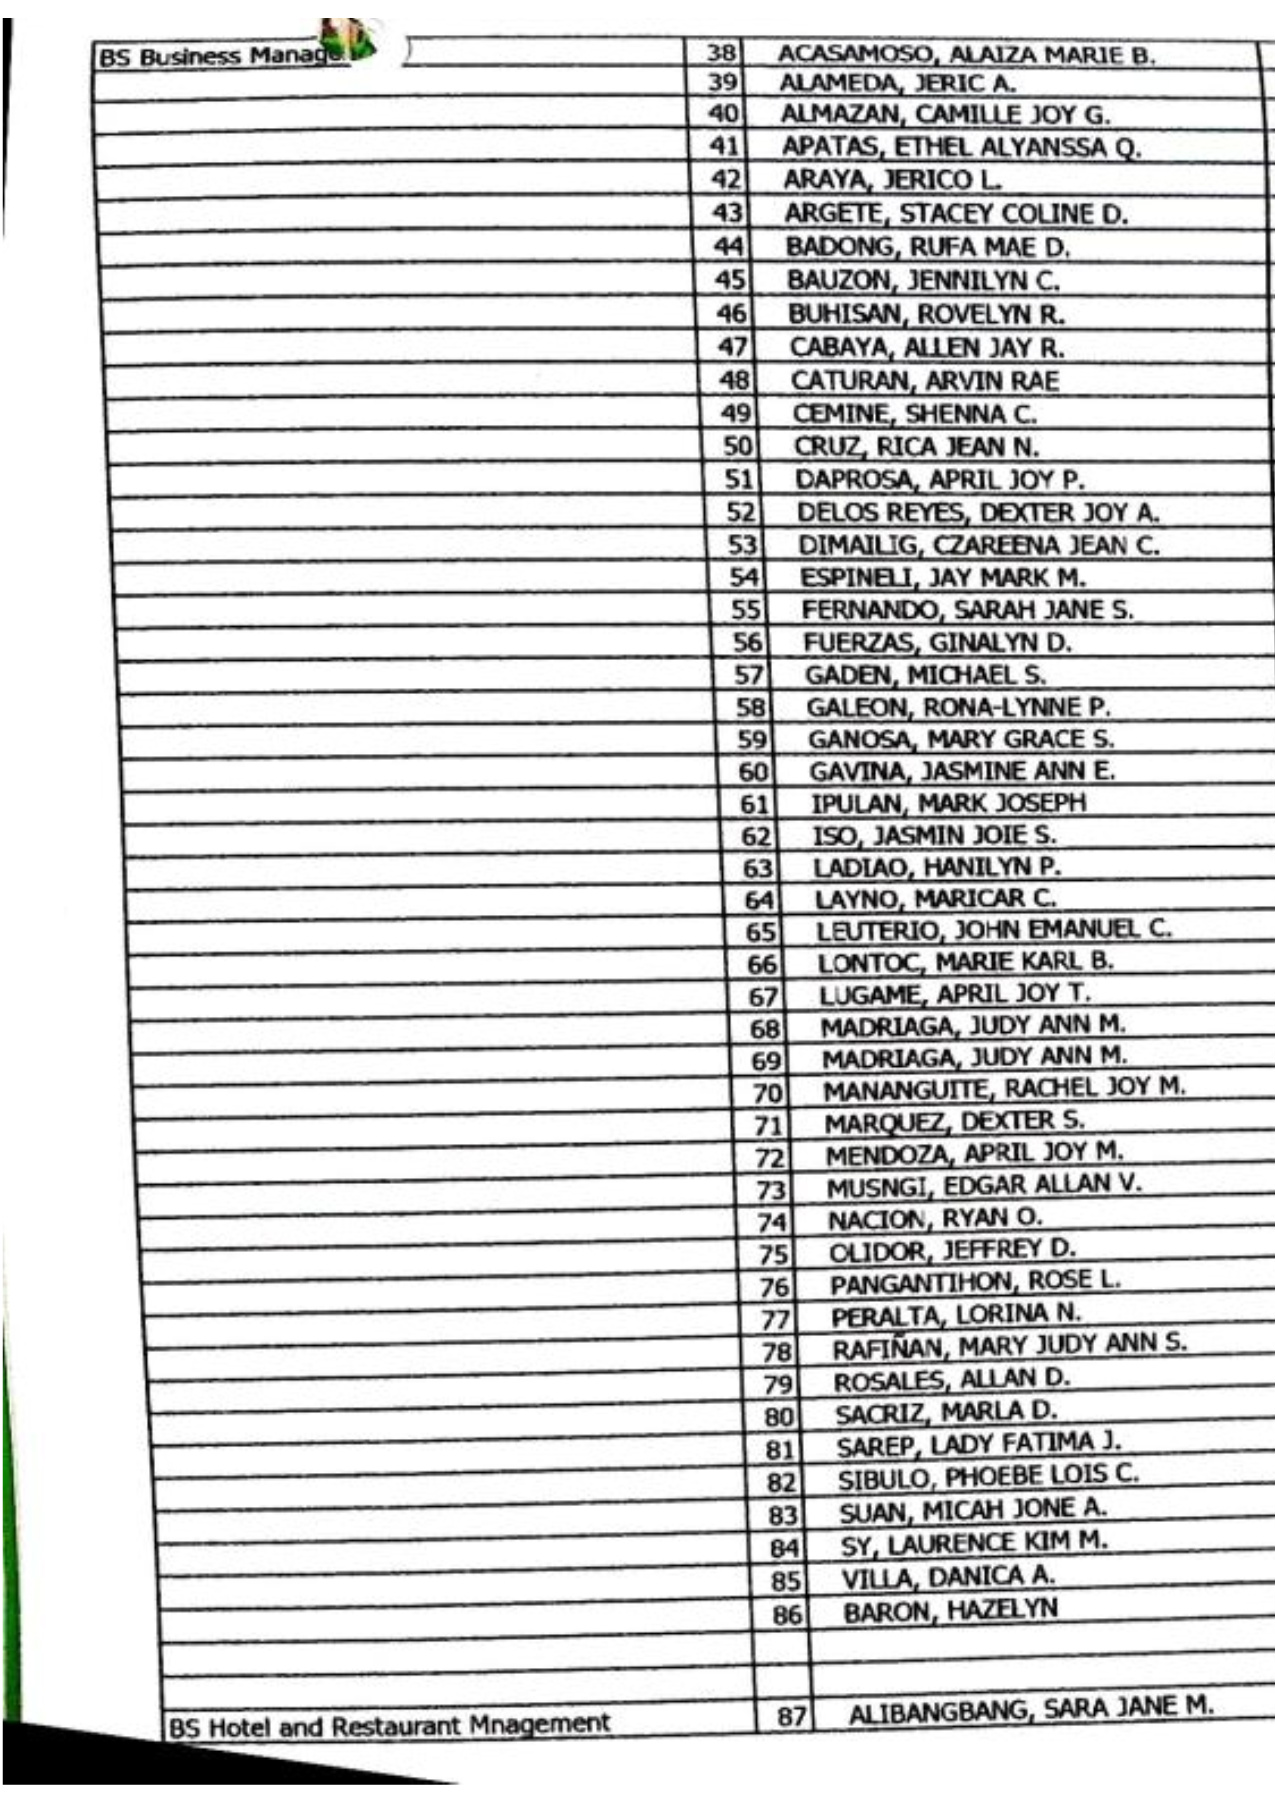 BS Business Manag 38 ACASAMOSO, ALAIZA MARIE B.
39 ALAMEDA, JERIC A.
40 ALMAZAN, CAMILLE JOY G.
41 APATAS, ETHEL ALYANSSA Q.
42 ARAYA, JERICO L.
43 ARGETE, STACEY COLINE D.
44 BADONG, RUFA MAE D.
45 BAUZON, JENNILYN C.
46 BUHISAN, ROVELYN R.
47 CABAYA, ALLEN JAY R.
48 CATURAN, ARVIN RAE
49 CEMINE, SHENNA C.
50 CRUZ, RICA JEAN N.
51 DAPROSA, APRIL JOY P.
52 DELOS REYES, DEXTER JOY A.
53 DIMAILIG, CZAREENA JEAN C.
54 ESPINELI, JAY MARK M.
55 FERNANDO, SARAH JANE S.
56 FUERZAS, GINALYN D.
57 GADEN, MICHAEL S.
58 GALEON, RONA-LYNNE P.
59 GANOSA, MARY GRACE S.
60 GAVINA, JASMINE ANN E.
61 IPULAN, MARK JOSEPH
62 ISO, JASMIN JOIE S.
63 LADIAO, HANILYN P.
64 LAYNO, MARICAR C.
65 LEUTERIO, JOHN EMANUEL C.
66 LONTOC, MARIE KARL B.
67 LUGAME, APRIL JOY T.
68 MADRIAGA, JUDY ANN M.
69 MADRIAGA, JUDY ANN M.
70 MANANGUITE, RACHEL JOY M.
71 MARQUEZ, DEXTER S.
72 MENDOZA, APRIL JOY M.
73 MUSNGI, EDGAR ALLAN V.
74 NACION, RYAN O.
75 OLIDOR, JEFFREY D.
76 PANGANTIHON, ROSE L.
77 PERALTA, LORINA N.
78 RAFIÑAN, MARY JUDY ANN S.
79 ROSALES, ALLAN D.
80 SACRIZ, MARLA D.
81 SAREP, LADY FATIMA J.
82 SIBULO, PHOEBE LOIS C.
83 SUAN, MICAH JONE A.
84 SY, LAURENCE KIM M.
85 VILLA, DANICA A.
86 BARON, HAZELYN
BS Hotel and Restaurant Mnagement 87 ALIBANGBANG, SARA JANE M.